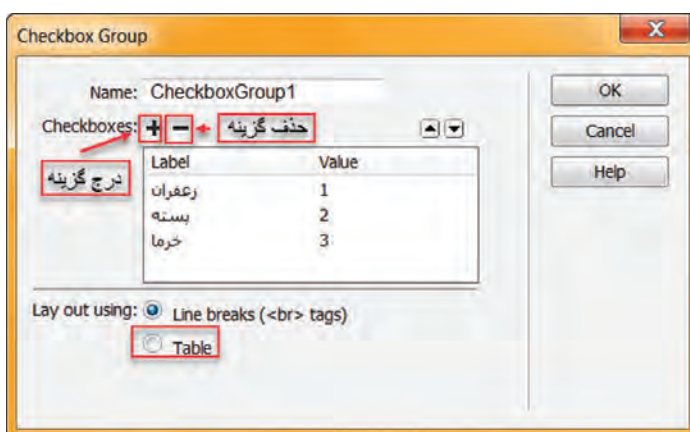 Checkbox Group
Name: CheckboxGroup1
OK
Checkboxes: + − حذف گزینه
Cancel
درج گزینه
Label Value
Help
زعفران 1
پسته 2
خرما 3
Lay out using: Line breaks (<br> tags)
Table